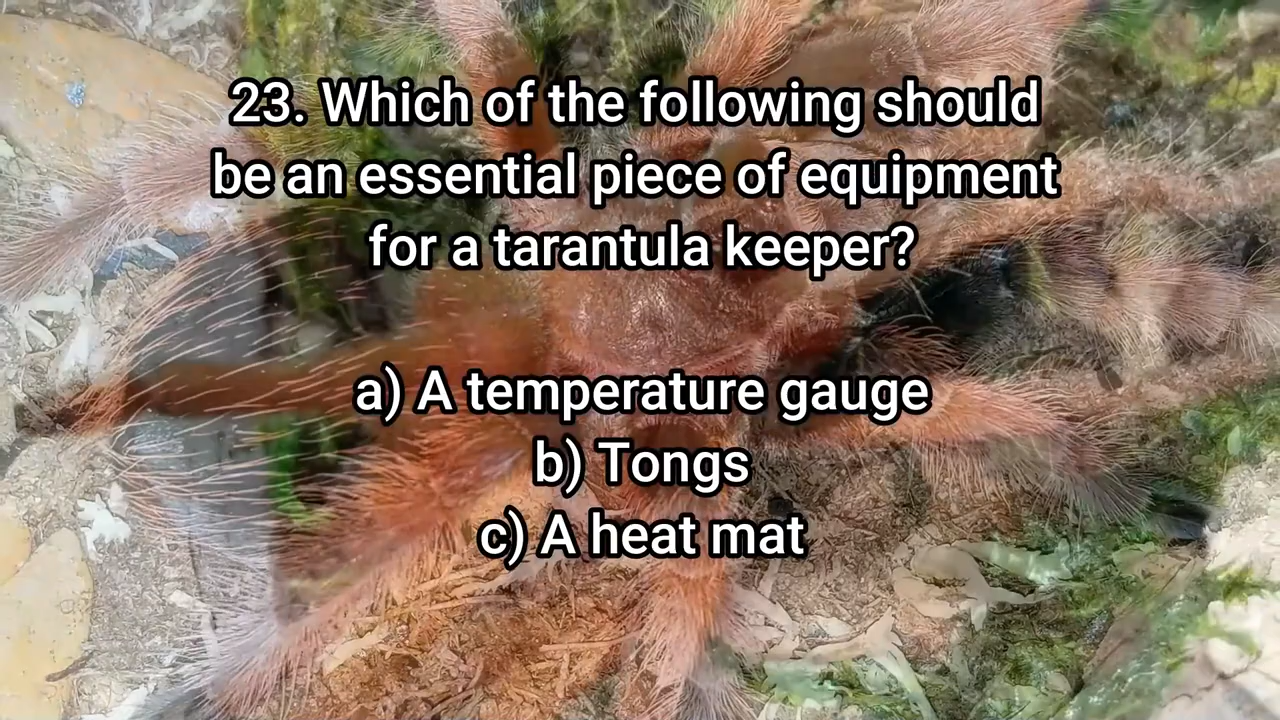 23. Which of the following should
be an essential piece of equipment
for a tarantula keeper?
a) A temperature gauge
b) Tongs
c) A heat mat